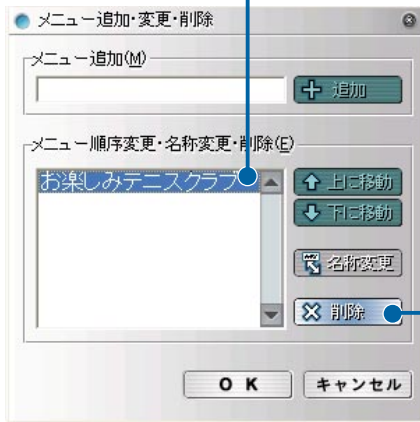 メニュー追加・変更・削除
メニュー追加(M)
追加
メニュー順序変更・名称変更・削除(E)
お楽しみテニスクラブ
上に移動
下に移動
名称変更
削除
OK
キャンセル